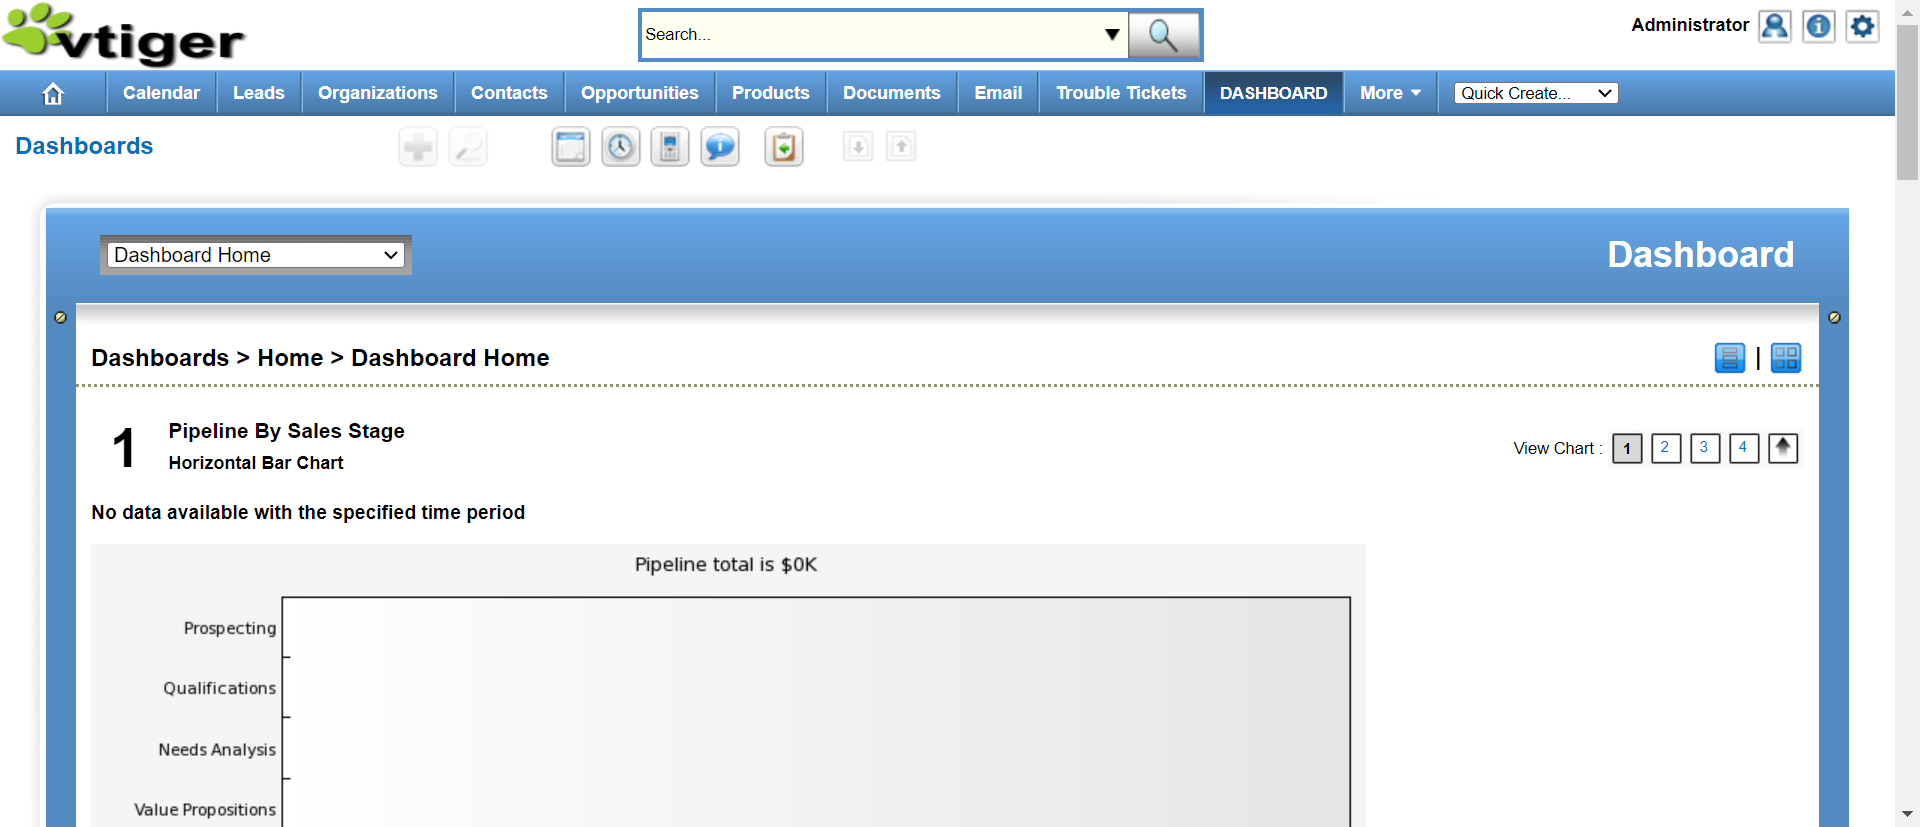 vtiger
Search...
Administrator
Calendar
Leads
Organizations
Contacts
Opportunities
Products
Documents
Email
Trouble Tickets
DASHBOARD
More
Quick Create...
Dashboards
Dashboard Home
Dashboard
Dashboards > Home > Dashboard Home
|
1
Pipeline By Sales Stage
Horizontal Bar Chart
View Chart : 1 2 3 4
No data available with the specified time period
Pipeline total is $0K
Prospecting
Qualifications
Needs Analysis
Value Propositions